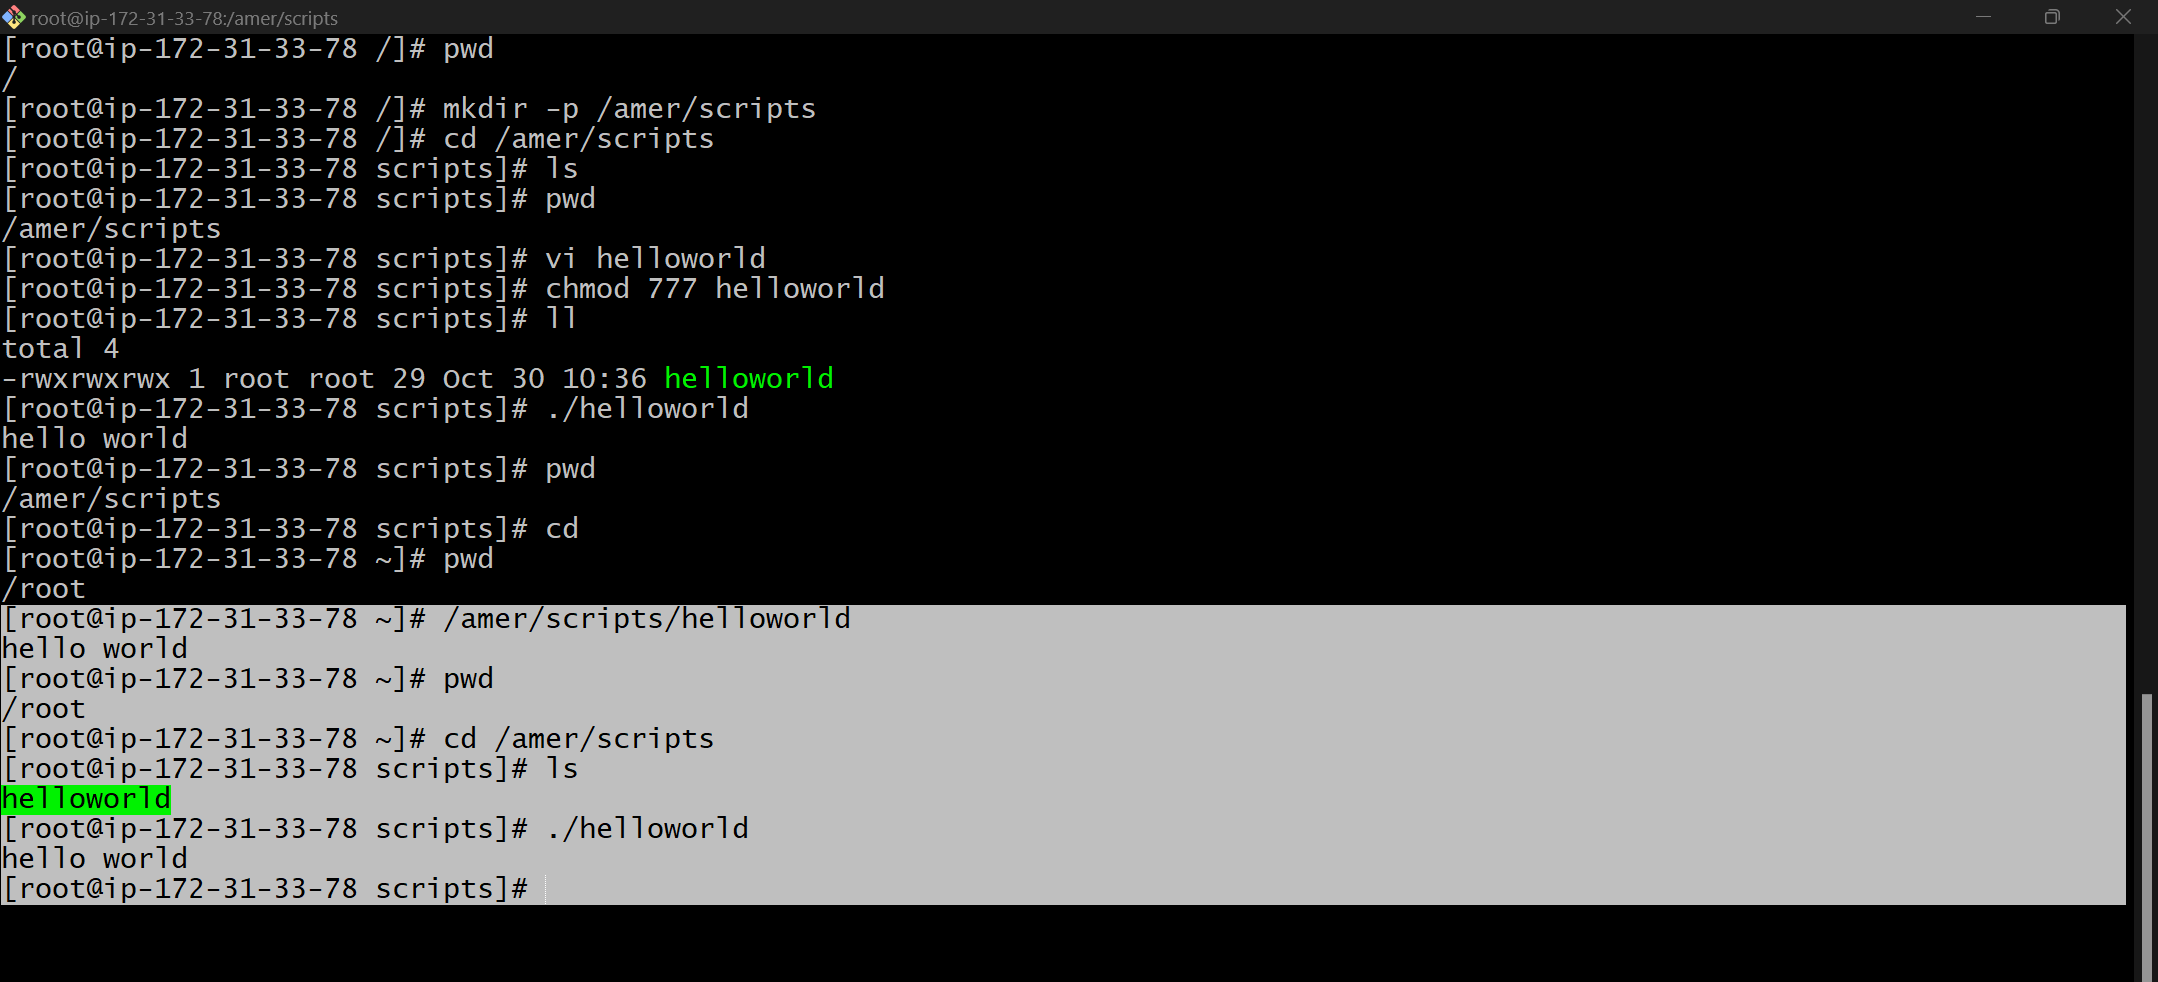 root@ip-172-31-33-78:/amer/scripts
[root@ip-172-31-33-78 /]# pwd
/
[root@ip-172-31-33-78 /]# mkdir -p /amer/scripts
[root@ip-172-31-33-78 /]# cd /amer/scripts
[root@ip-172-31-33-78 scripts]# ls
[root@ip-172-31-33-78 scripts]# pwd
/amer/scripts
[root@ip-172-31-33-78 scripts]# vi helloworld
[root@ip-172-31-33-78 scripts]# chmod 777 helloworld
[root@ip-172-31-33-78 scripts]# ll
total 4
-rwxrwxrwx 1 root root 29 Oct 30 10:36 helloworld
[root@ip-172-31-33-78 scripts]# ./helloworld
hello world
[root@ip-172-31-33-78 scripts]# pwd
/amer/scripts
[root@ip-172-31-33-78 scripts]# cd
[root@ip-172-31-33-78 ~]# pwd
/root
[root@ip-172-31-33-78 ~]# /amer/scripts/helloworld
hello world
[root@ip-172-31-33-78 ~]# pwd
/root
[root@ip-172-31-33-78 ~]# cd /amer/scripts
[root@ip-172-31-33-78 scripts]# ls
helloworld
[root@ip-172-31-33-78 scripts]# ./helloworld
hello world
[root@ip-172-31-33-78 scripts]#